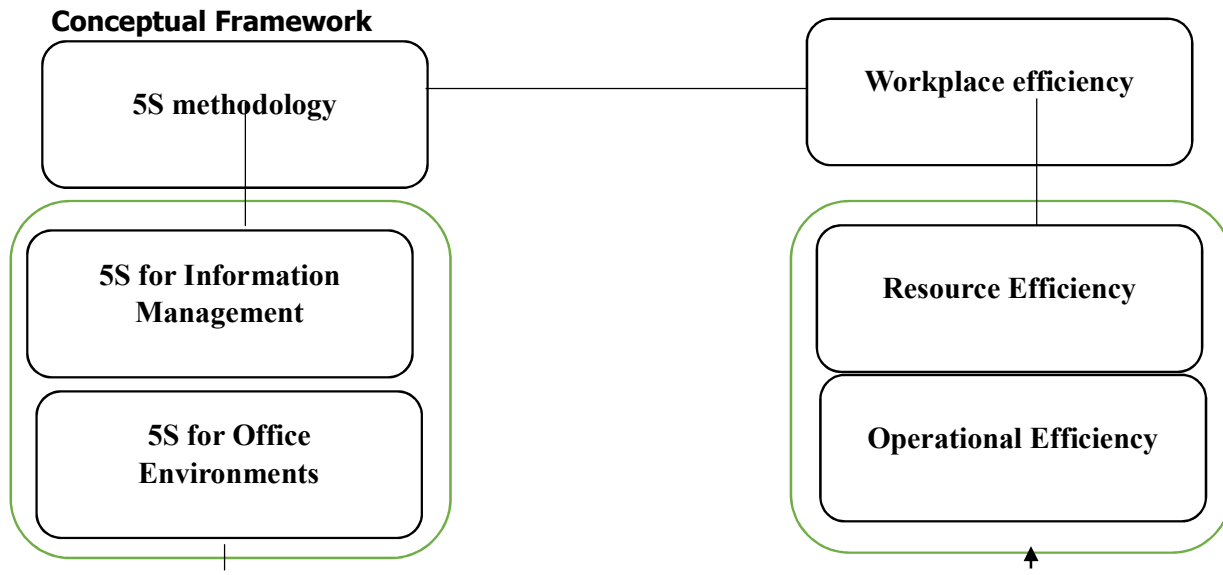 Conceptual Framework
5S methodology
Workplace efficiency
5S for Information
Management
Resource Efficiency
5S for Office
Environments
Operational Efficiency